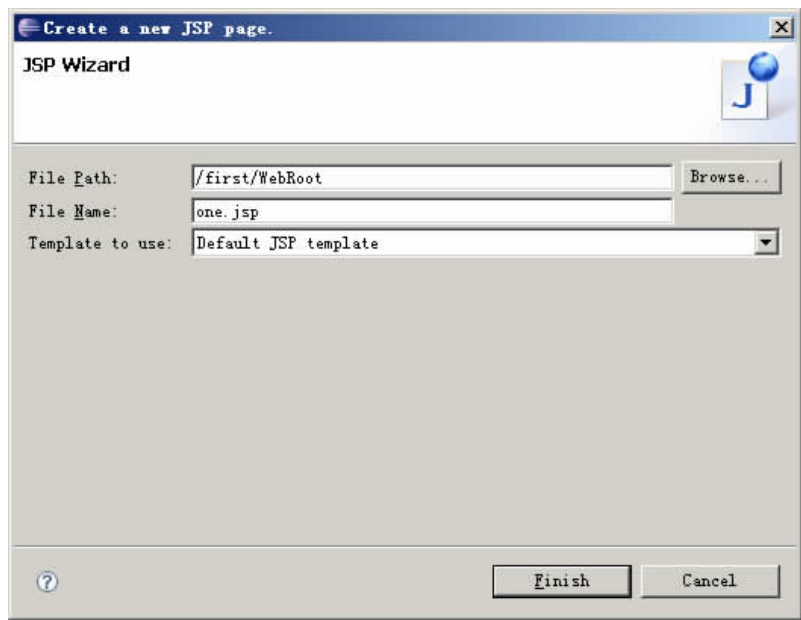 Create a new JSP page.
JSP Wizard
J
File Path: /first/WebRoot Browse...
File Name: one.jsp
Template to use: Default JSP template
? Finish Cancel